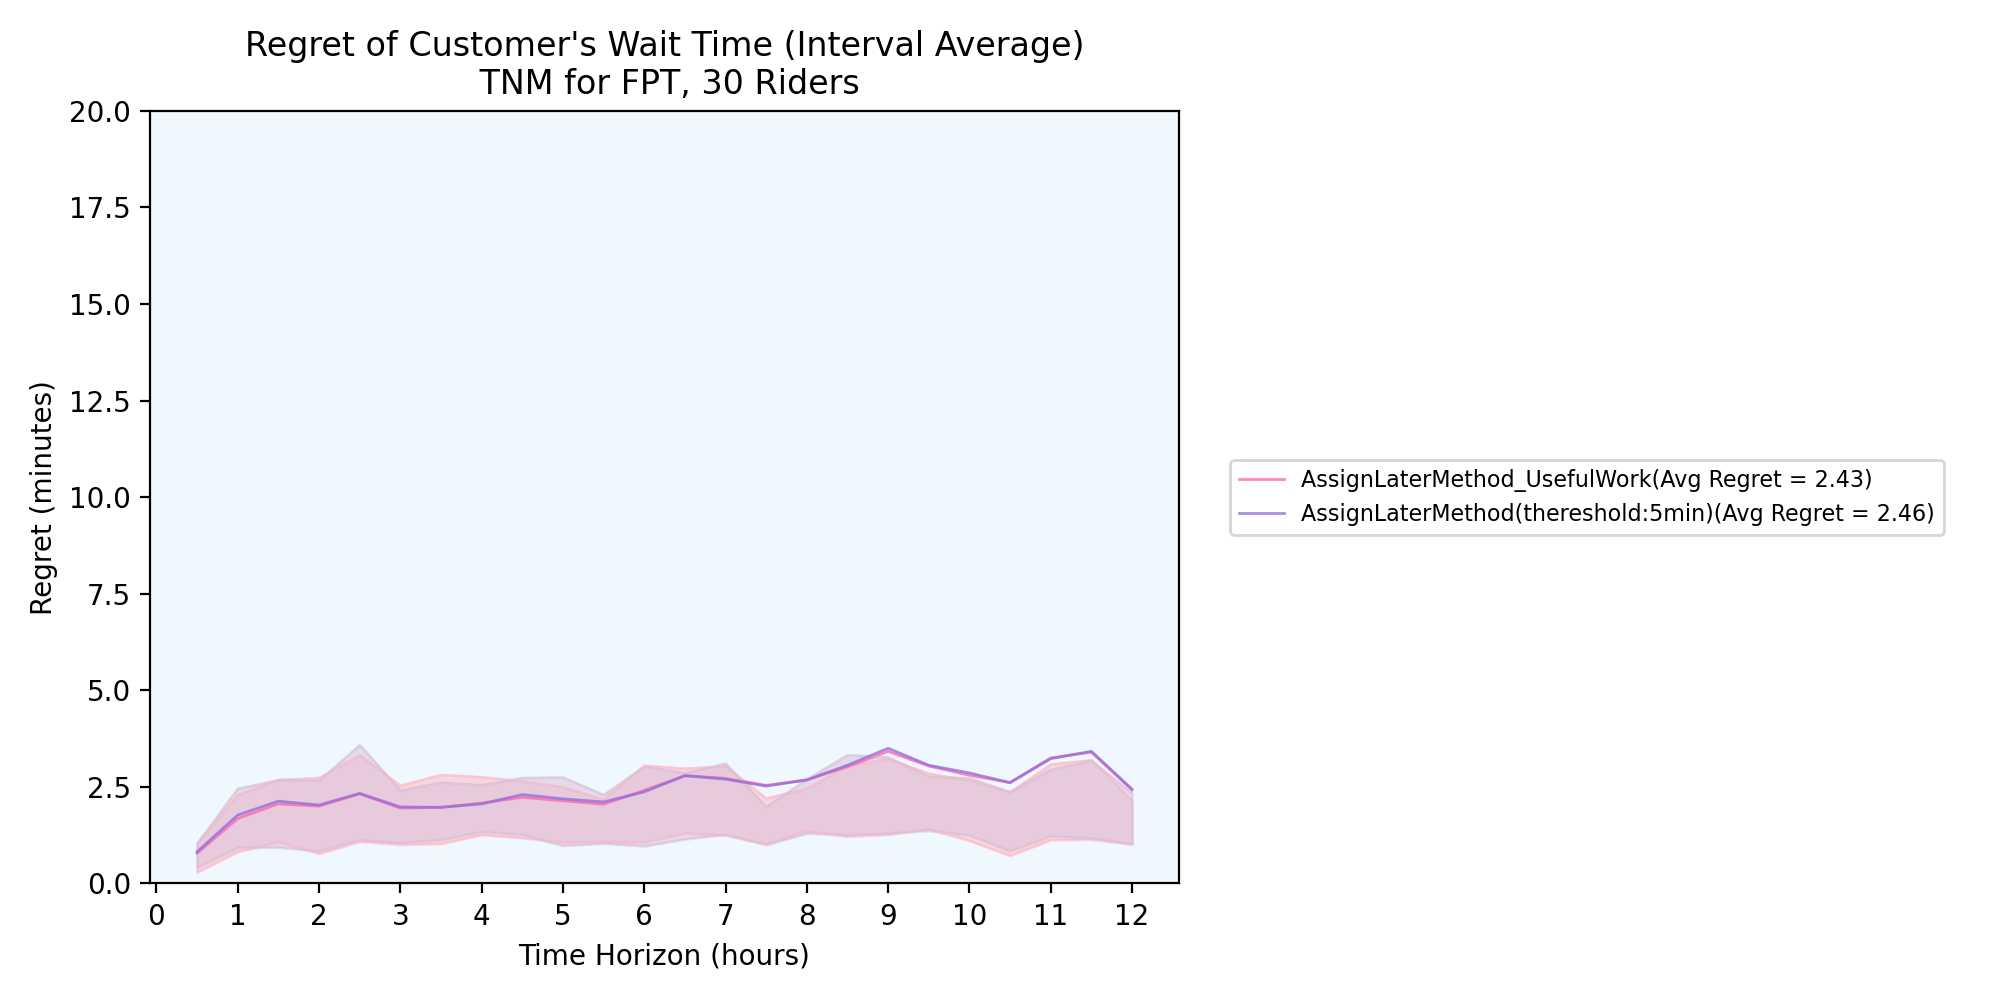 Regret of Customer's Wait Time (Interval Average)
TNM for FPT, 30 Riders
20.0
17.5
15.0
12.5
10.0
7.5
5.0
2.5
0.0
Regret (minutes)
0 1 2 3 4 5 6 7 8 9 10 11 12
Time Horizon (hours)
AssignLaterMethod_UsefulWork(Avg Regret = 2.43)
AssignLaterMethod(thereshold:5min)(Avg Regret = 2.46)